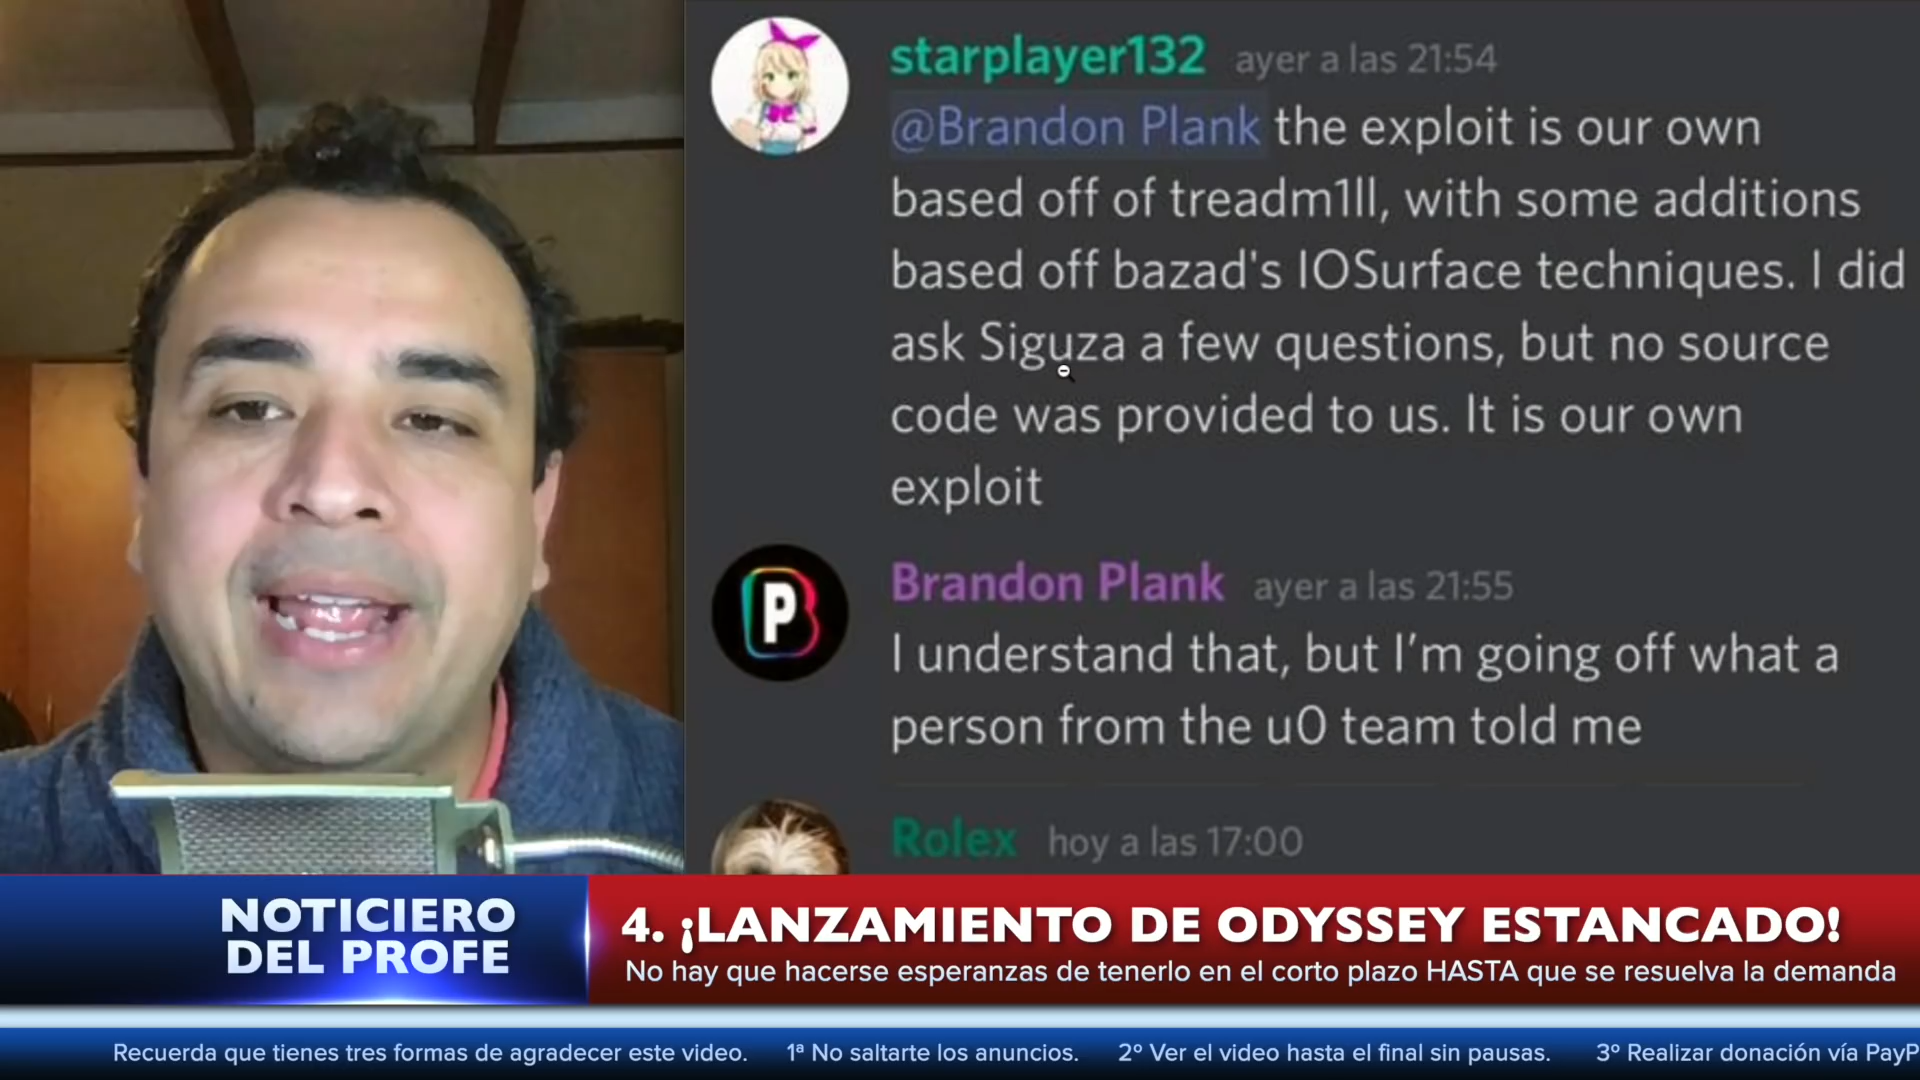 starplayer132 ayer a las 21:54
@Brandon Plank the exploit is our own
based off of treadm1ll, with some additions
based off bazad's IOSurface techniques. I did
ask Siguza a few questions, but no source
code was provided to us. It is our own
exploit
P
Brandon Plank ayer a las 21:55
I understand that, but I’m going off what a
person from the u0 team told me
Rolex hoy a las 17:00
NOTICIERO
DEL PROFE
4. ¡LANZAMIENTO DE ODYSSEY ESTANCADO!
No hay que hacerse esperanzas de tenerlo en el corto plazo HASTA que se resuelva la demanda
Recuerda que tienes tres formas de agradecer este video. 1ª No saltarte los anuncios. 2º Ver el video hasta el final sin pausas. 3º Realizar donación vía PayP